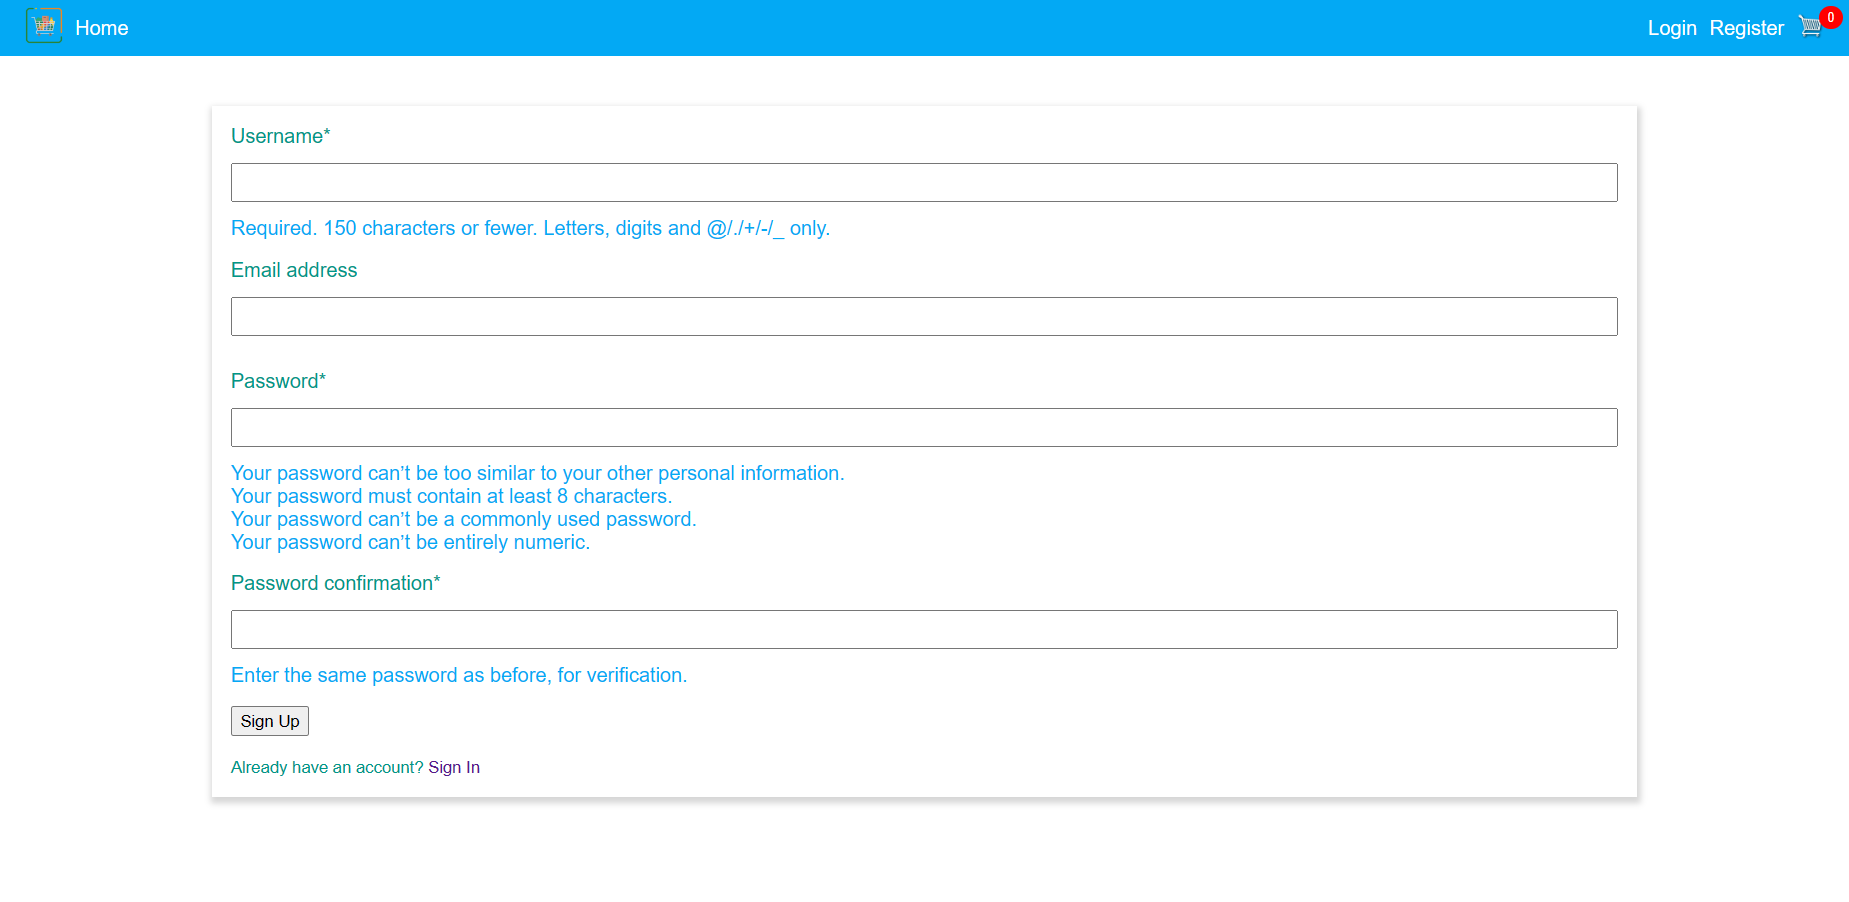 Home
Login Register 0
Username*
Required. 150 characters or fewer. Letters, digits and @/./+/-/_ only.
Email address
Password*
Your password can’t be too similar to your other personal information.
Your password must contain at least 8 characters.
Your password can’t be a commonly used password.
Your password can’t be entirely numeric.
Password confirmation*
Enter the same password as before, for verification.
Sign Up
Already have an account? Sign In